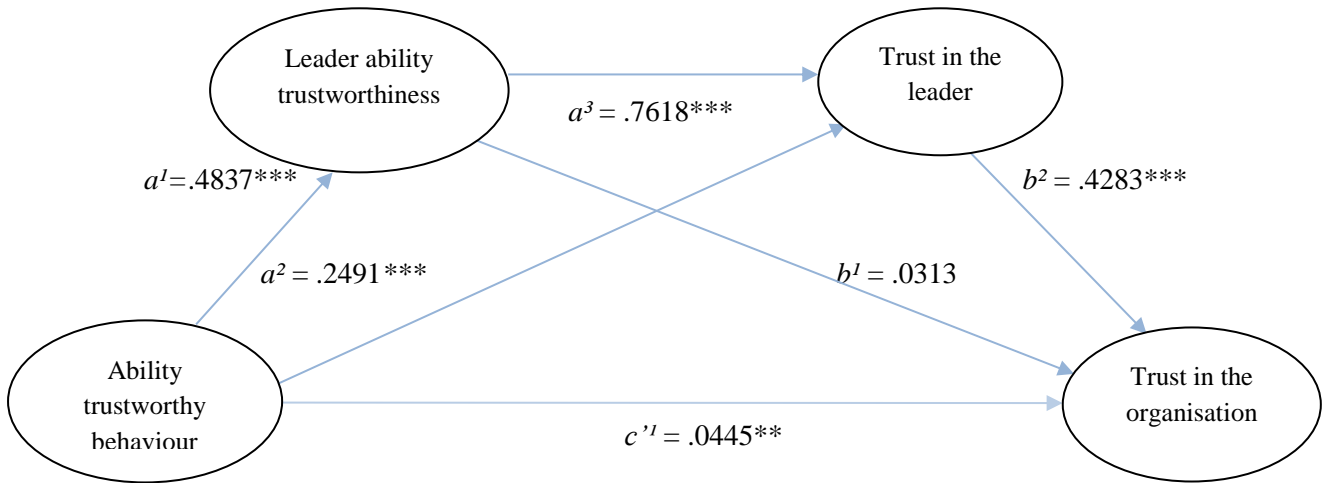 Leader ability
trustworthiness
Trust in the
leader
a³ = .7618***
a¹=.4837***
b² = .4283***
a² = .2491***
b¹ = .0313
Ability
trustworthy
behaviour
Trust in the
organisation
c’¹ = .0445**